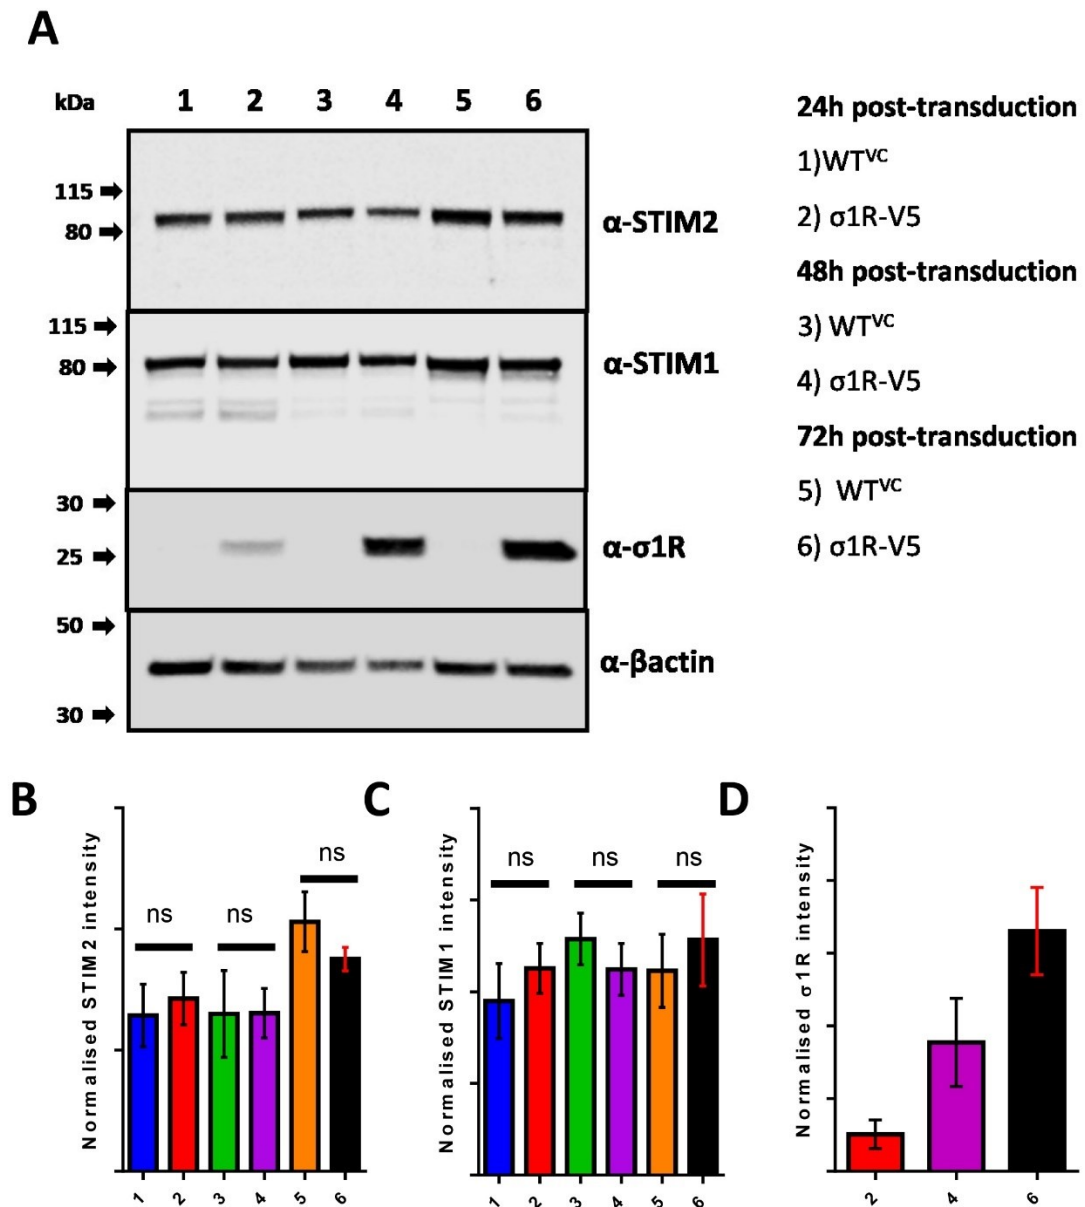 A
kDa 1 2 3 4 5 6
115
80
α-STIM2
115
80
α-STIM1
30
25
α-σ1R
50
30
α-βactin
24h post-transduction
1)WTVC
2) σ1R-V5
48h post-transduction
3) WTVC
4) σ1R-V5
72h post-transduction
5) WTVC
6) σ1R-V5
B
Normalised STIM2 intensity
ns
ns
ns
1 2 3 4 5 6
C
Normalised STIM1 intensity
ns ns ns
1 2 3 4 5 6
D
Normalised σ1R intensity
2 4 6